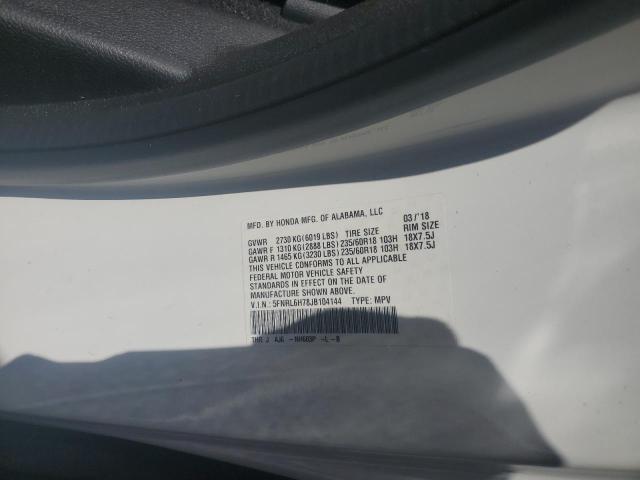 MFD. BY HONDA MFG. OF ALABAMA, LLC 03/'18
GVWR 2730 KG (6019 LBS) TIRE SIZE RIM SIZE
GAWR F 1310 KG (2888 LBS) 235/60R18 103H 18X7.5J
GAWR R 1465 KG (3230 LBS) 235/60R18 103H 18X7.5J
THIS VEHICLE CONFORMS TO ALL APPLICABLE
FEDERAL MOTOR VEHICLE SAFETY
STANDARDS IN EFFECT ON THE DATE OF
MANUFACTURE SHOWN ABOVE.
V.I.N.: 5FNRL6H78JB104144 TYPE: MPV
THR J AJ6 - NH603P -L -B